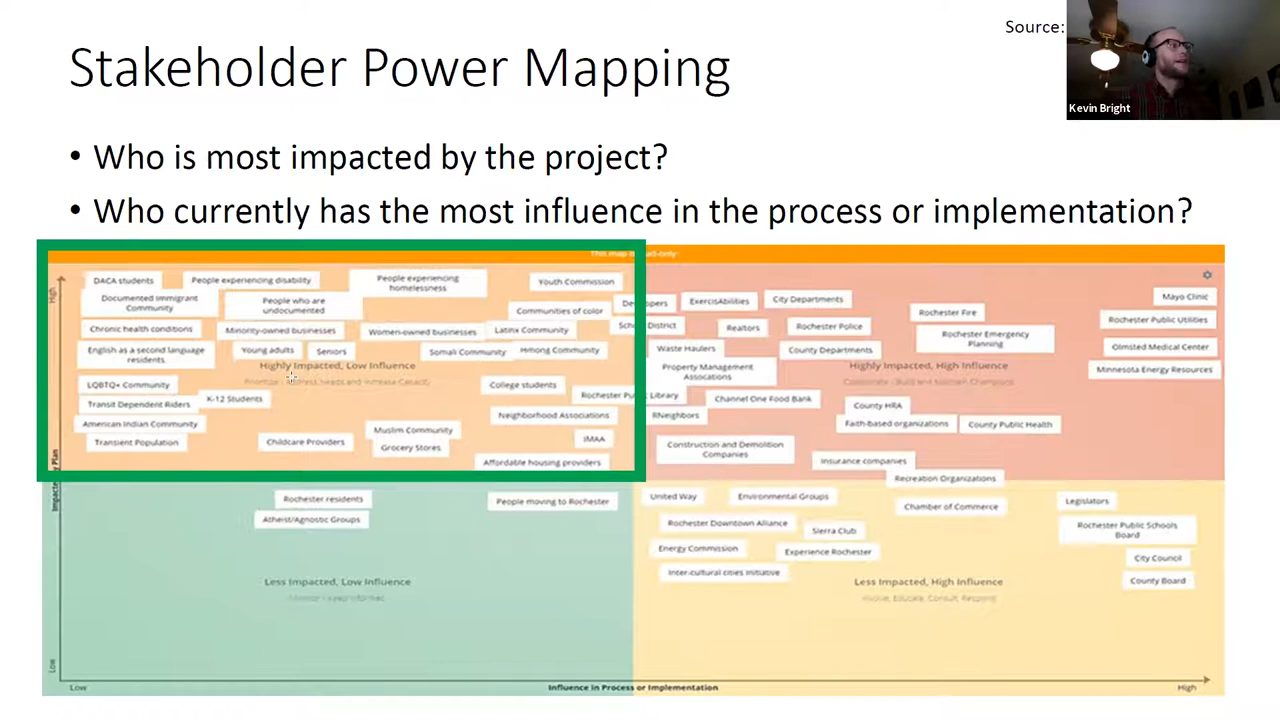 Source:
Kevin Bright
Stakeholder Power Mapping
• Who is most impacted by the project?
• Who currently has the most influence in the process or implementation?
This map is
High
DACA students
People experiencing disability
People experiencing
homelessness
Youth Commission
Documented Immigrant
Community
People who are
undocumented
Communities of color
Chronic health conditions
Minority-owned businesses
Women-owned businesses
Latinx Community
English as a second language
residents
Young adults
Seniors
Somali Community
Hmong Community
Highly Impacted, Low Influence
LGBTQ+ Community
K-12 Students
College students
Transit Dependent Riders
American Indian Community
Muslim Community
Neighborhood Associations
Transient Population
Childcare Providers
Grocery Stores
IMAA
Affordable housing providers
ExercisAbilities
City Departments
Mayo Clinic
Realtors
Rochester Police
Rochester Fire
Rochester Public Utilities
Waste Haulers
County Departments
Rochester Emergency
Planning
Olmsted Medical Center
Property Management
Assocations
Highly Impacted, High Influence
Minnesota Energy Resources
Library
Channel One Food Bank
County HRA
RNeighbors
Faith-based organizations
County Public Health
Construction and Demolition
Companies
Insurance companies
Recreation Organizations
Rochester residents
People moving to Rochester
Atheist/Agnostic Groups
Less Impacted, Low Influence
United Way
Environmental Groups
Chamber of Commerce
Legislators
Rochester Downtown Alliance
Sierra Club
Rochester Public Schools
Board
Energy Commission
Experience Rochester
City Council
Inter-cultural cities initiative
Less Impacted, High Influence
County Board
Low
Low
Influence in Process or Implementation
High